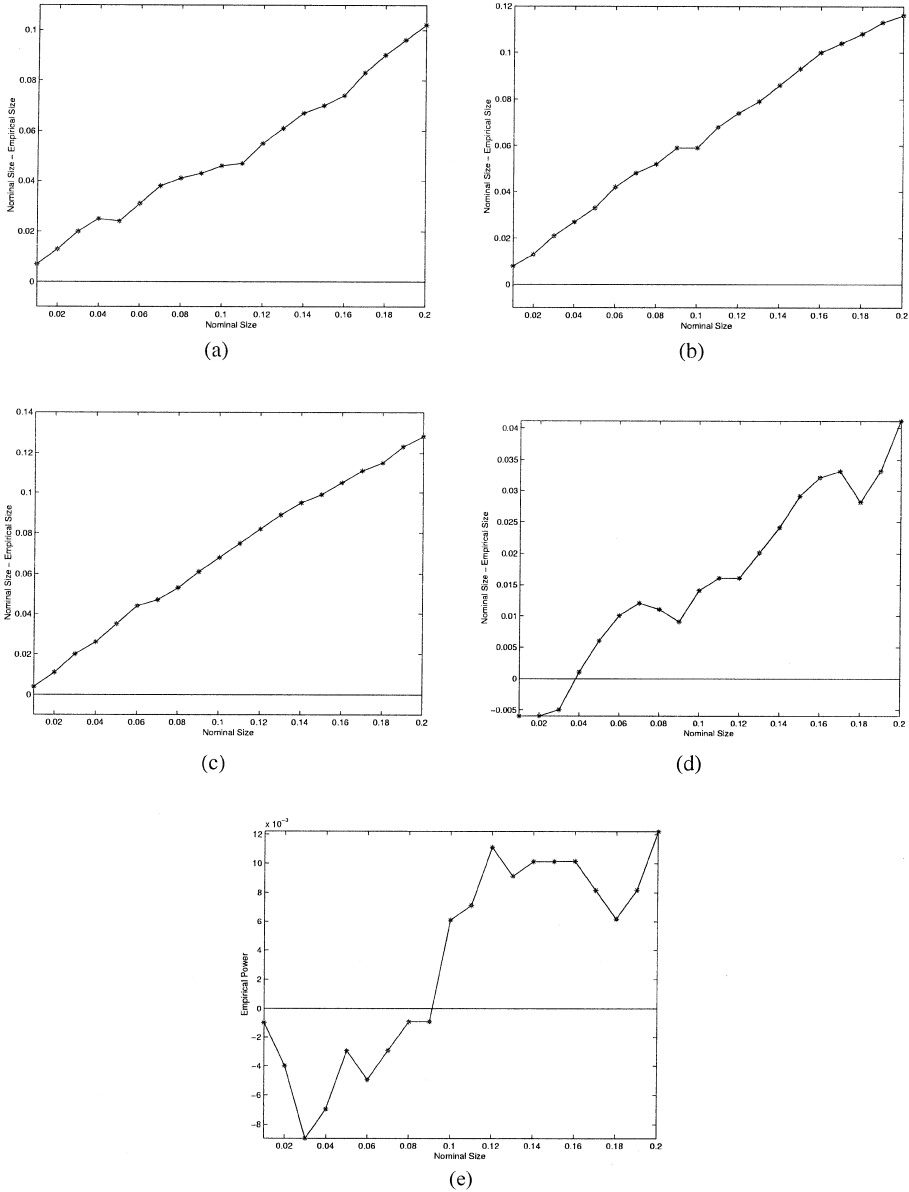 0.1
0.08
0.06
0.04
0.02
0
Nominal Size – Empirical Size
0.02 0.04 0.06 0.08 0.1 0.12 0.14 0.16 0.18 0.2
Nominal Size
(a)
0.12
0.1
0.08
0.06
0.04
0.02
0
Nominal Size – Empirical Size
0.02 0.04 0.06 0.08 0.1 0.12 0.14 0.16 0.18 0.2
Nominal Size
(b)
0.14
0.12
0.1
0.08
0.06
0.04
0.02
0
Nominal Size – Empirical Size
0.02 0.04 0.06 0.08 0.1 0.12 0.14 0.16 0.18 0.2
Nominal Size
(c)
0.04
0.035
0.03
0.025
0.02
0.015
0.01
0.005
0
−0.005
Nominal Size – Empirical Size
0.02 0.04 0.06 0.08 0.1 0.12 0.14 0.16 0.18 0.2
Nominal Size
(d)
x 10⁻³
12
10
8
6
4
2
0
−2
−4
−6
−8
Empirical Power
0.02 0.04 0.06 0.08 0.1 0.12 0.14 0.16 0.18 0.2
Nominal Size
(e)